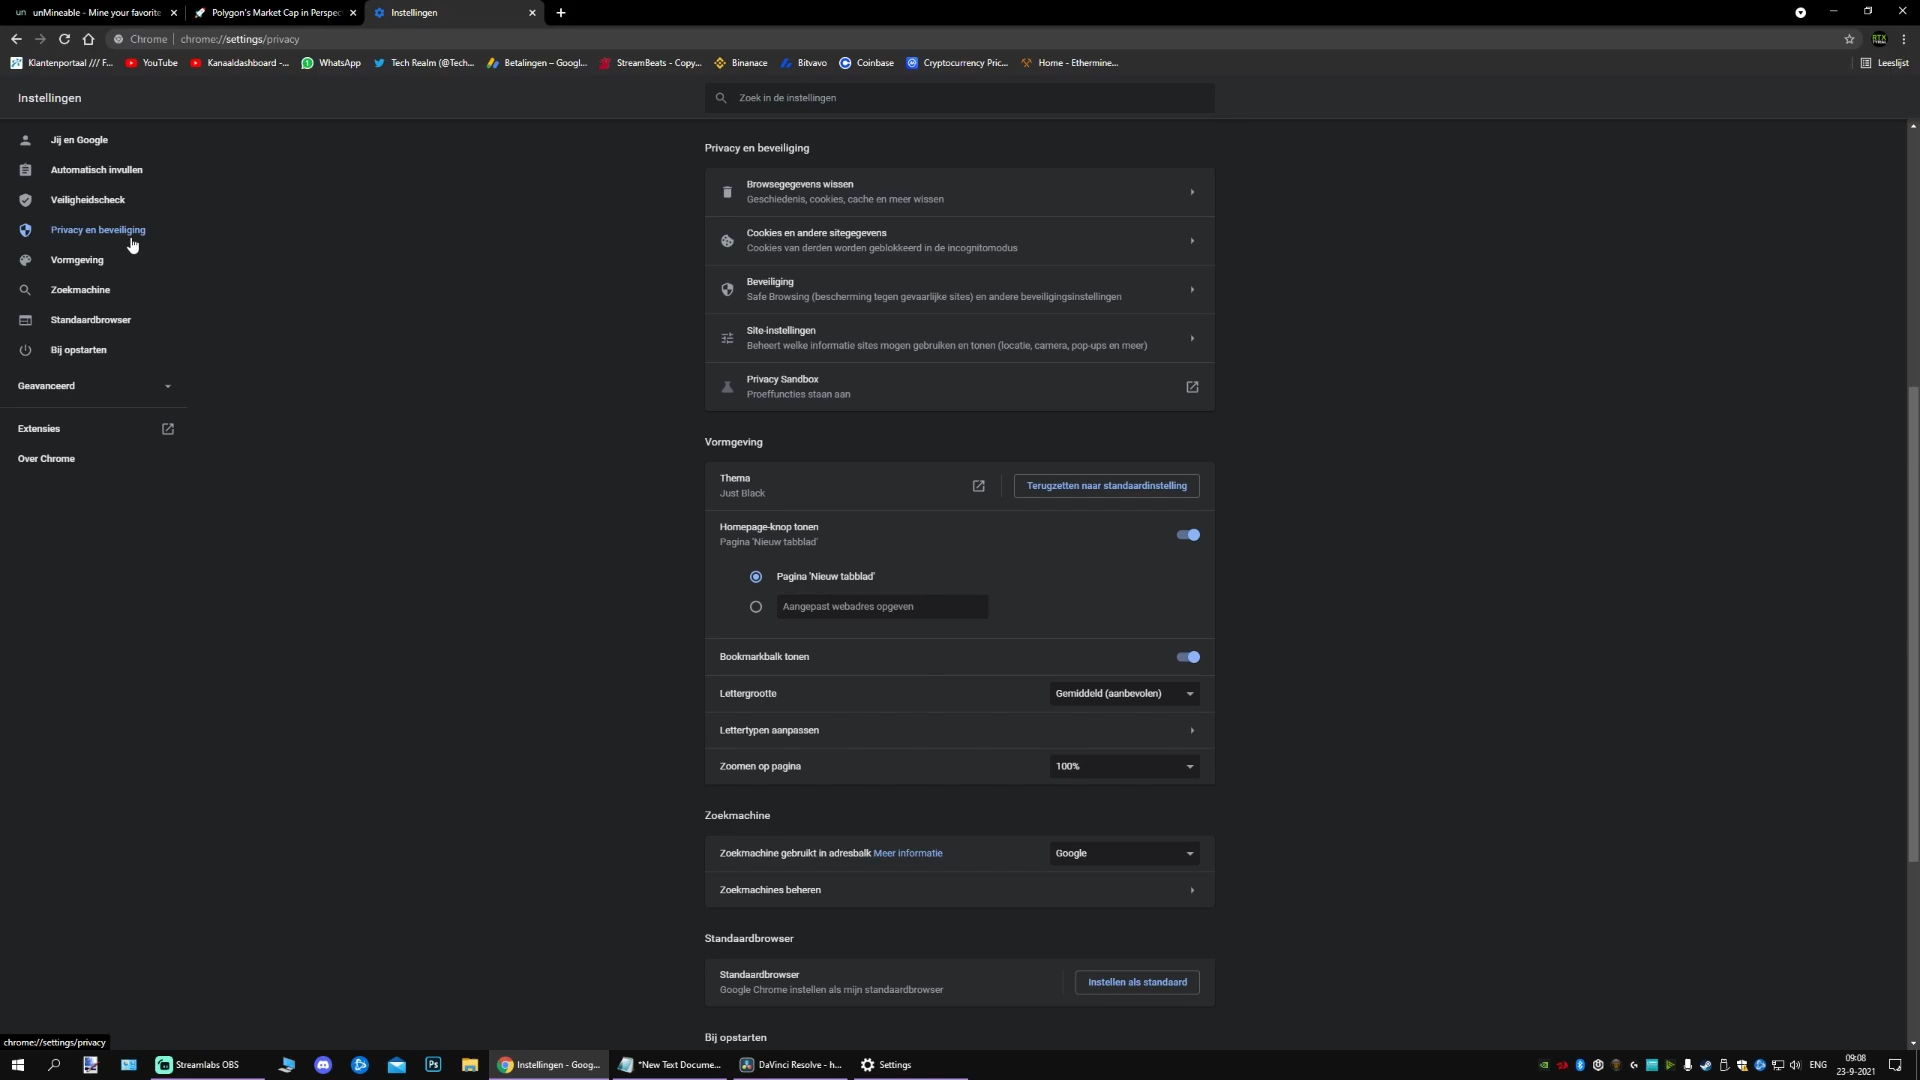 unMineable - Mine your favorite
Polygon's Market Cap in Perspec
Instellingen
Chrome | chrome://settings/privacy
Klantenportaal /// F...
YouTube
Kanaaldashboard -...
WhatsApp
Tech Realm (@Tech...
Betalingen – Googl...
StreamBeats - Copy...
Binanace
Bitvavo
Coinbase
Cryptocurrency Pric...
Home - Ethermine...
Leeslijst
Instellingen
Zoek in de instellingen
Jij en Google
Automatisch invullen
Veiligheidscheck
Privacy en beveiliging
Vormgeving
Zoekmachine
Standaardbrowser
Bij opstarten
Geavanceerd
Extensies
Over Chrome
Privacy en beveiliging
Browsegegevens wissen
Geschiedenis, cookies, cache en meer wissen
Cookies en andere sitegegevens
Cookies van derden worden geblokkeerd in de incognitomodus
Beveiliging
Safe Browsing (bescherming tegen gevaarlijke sites) en andere beveiligingsinstellingen
Site-instellingen
Beheert welke informatie sites mogen gebruiken en tonen (locatie, camera, pop-ups en meer)
Privacy Sandbox
Proeffuncties staan aan
Vormgeving
Thema
Just Black
Terugzetten naar standaardinstelling
Homepage-knop tonen
Pagina 'Nieuw tabblad'
Pagina 'Nieuw tabblad'
Aangepast webadres opgeven
Bookmarkbalk tonen
Lettergrootte
Gemiddeld (aanbevolen)
Lettertypen aanpassen
Zoomen op pagina
100%
Zoekmachine
Zoekmachine gebruikt in adresbalk Meer informatie
Google
Zoekmachines beheren
Standaardbrowser
Standaardbrowser
Google Chrome instellen als mijn standaardbrowser
Instellen als standaard
Bij opstarten
chrome://settings/privacy
Streamlabs OBS
Ps
Instellingen - Goog...
*New Text Docume...
DaVinci Resolve - h...
Settings
ENG
09:08
23-9-2021